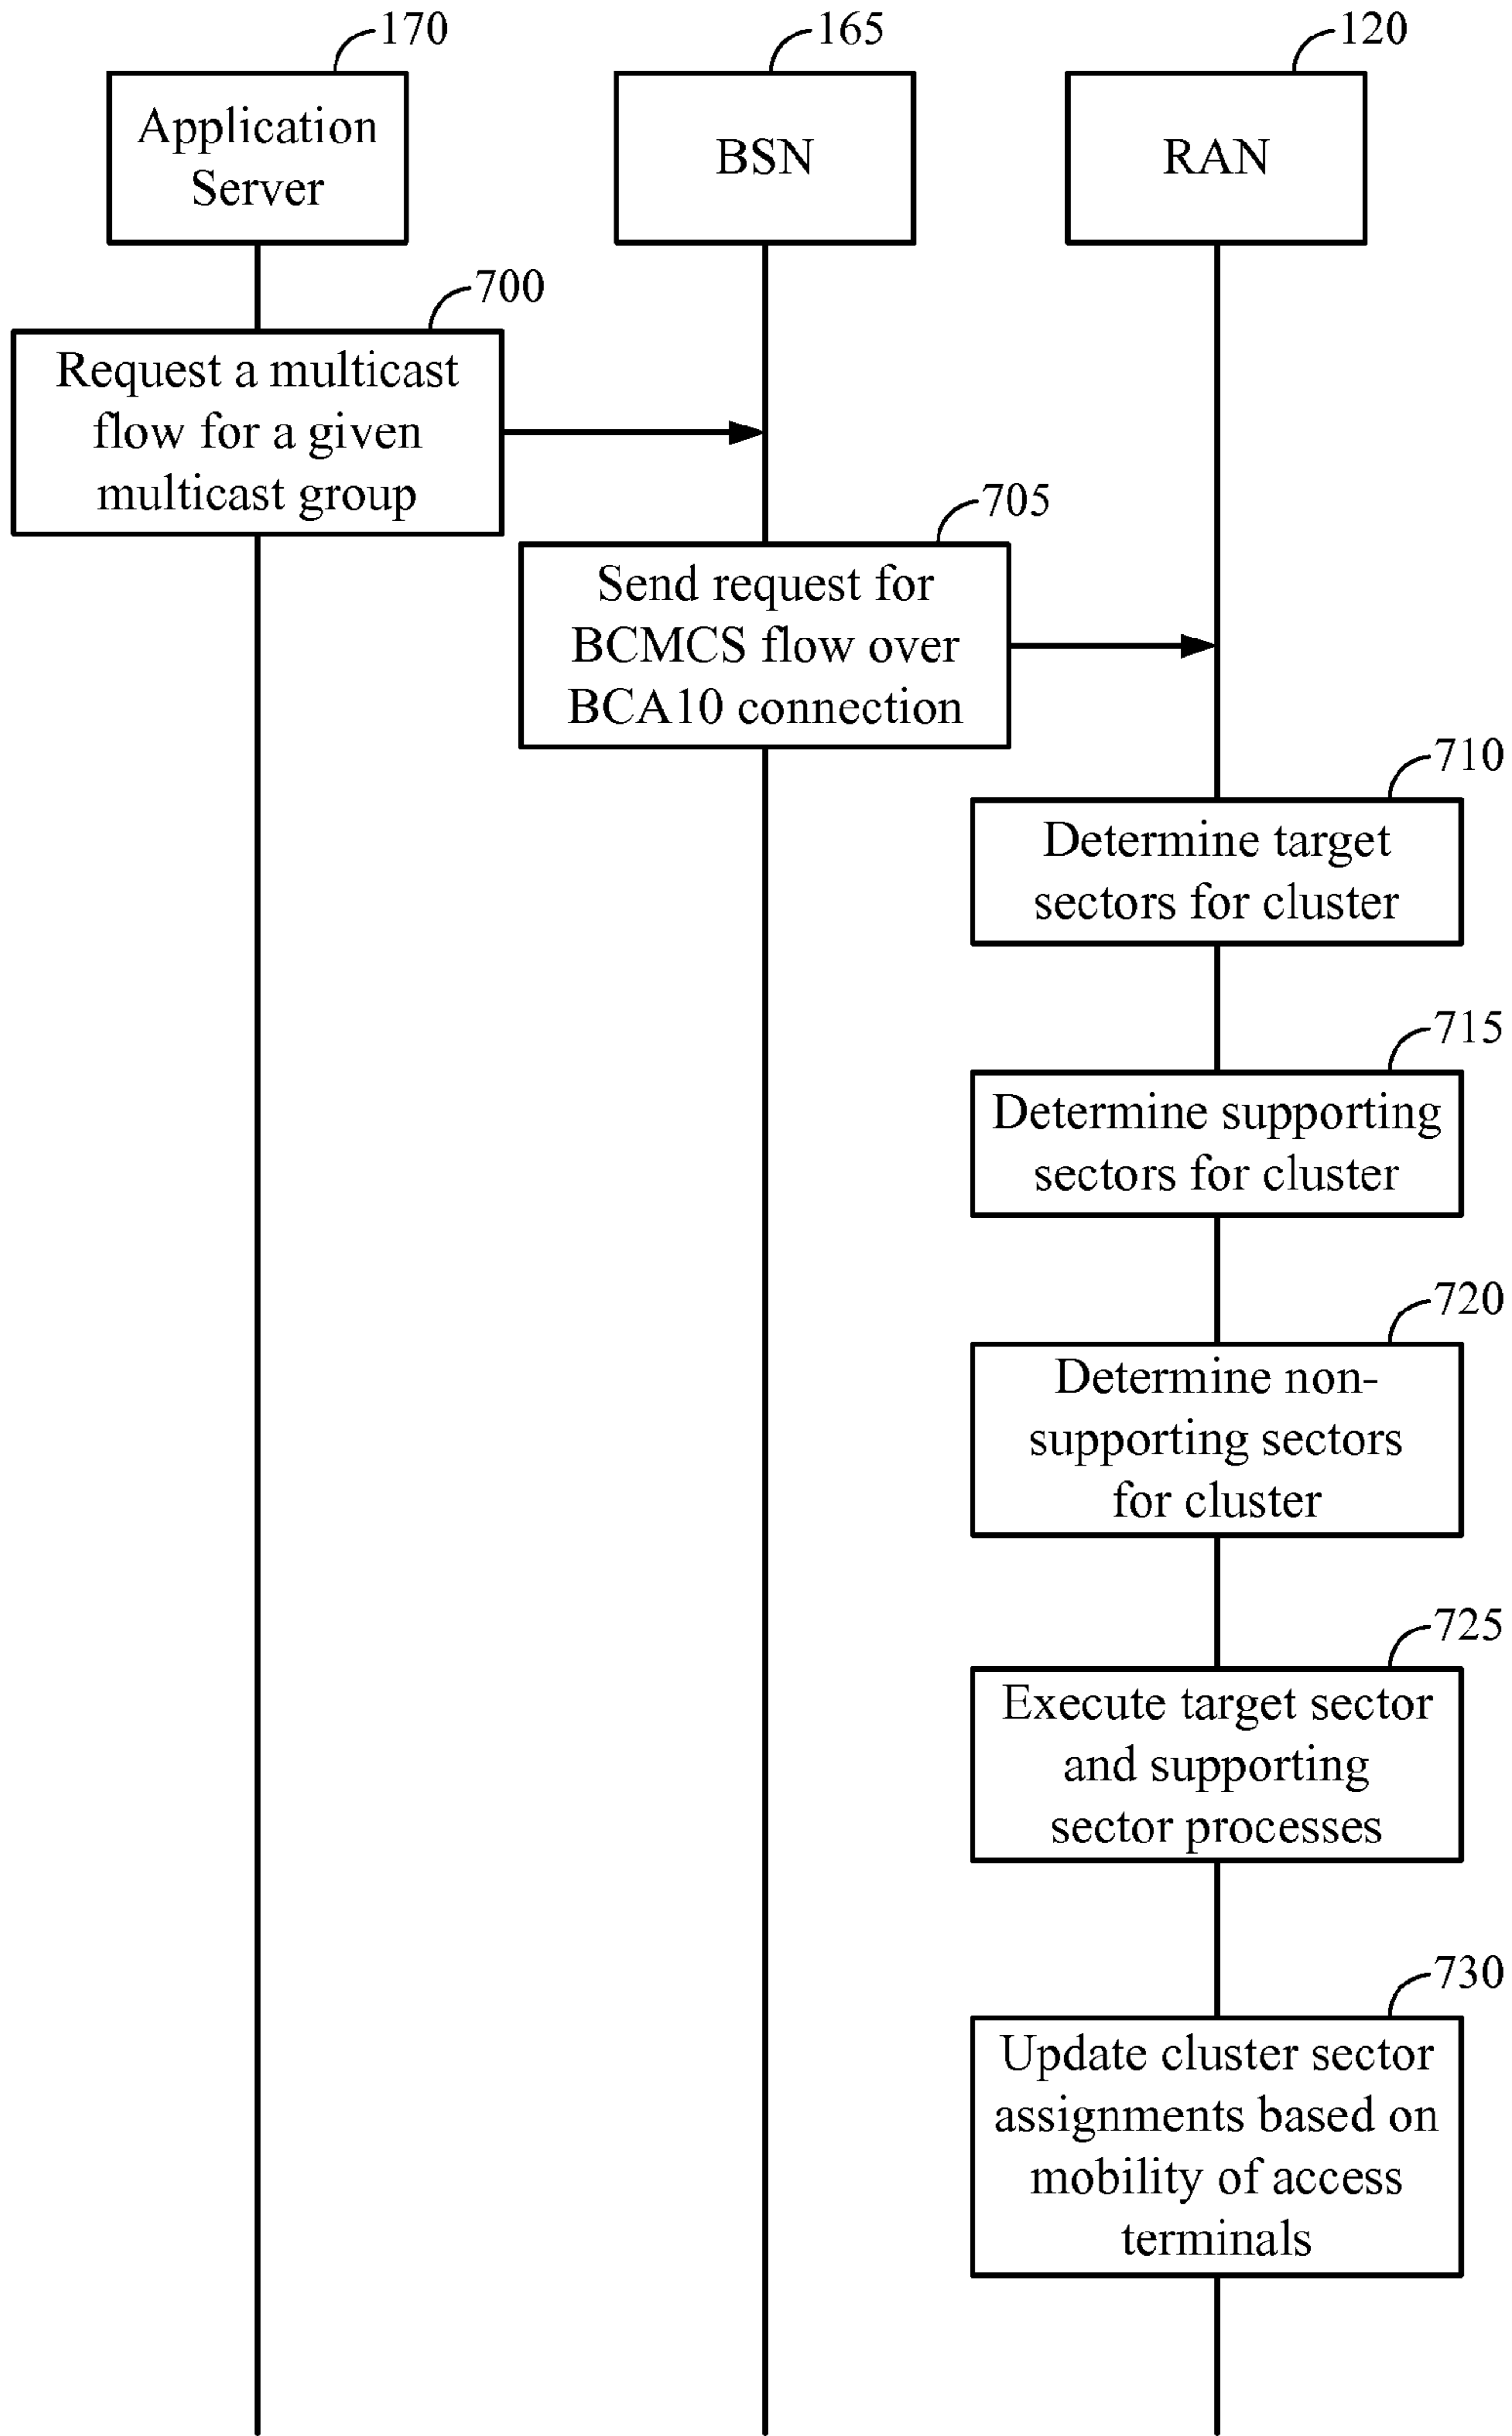 170
165
120
Application
Server
BSN
RAN
700
Request a multicast
flow for a given
multicast group
705
Send request for
BCMCS flow over
BCA10 connection
710
Determine target
sectors for cluster
715
Determine supporting
sectors for cluster
720
Determine non-
supporting sectors
for cluster
725
Execute target sector
and supporting
sector processes
730
Update cluster sector
assignments based on
mobility of access
terminals